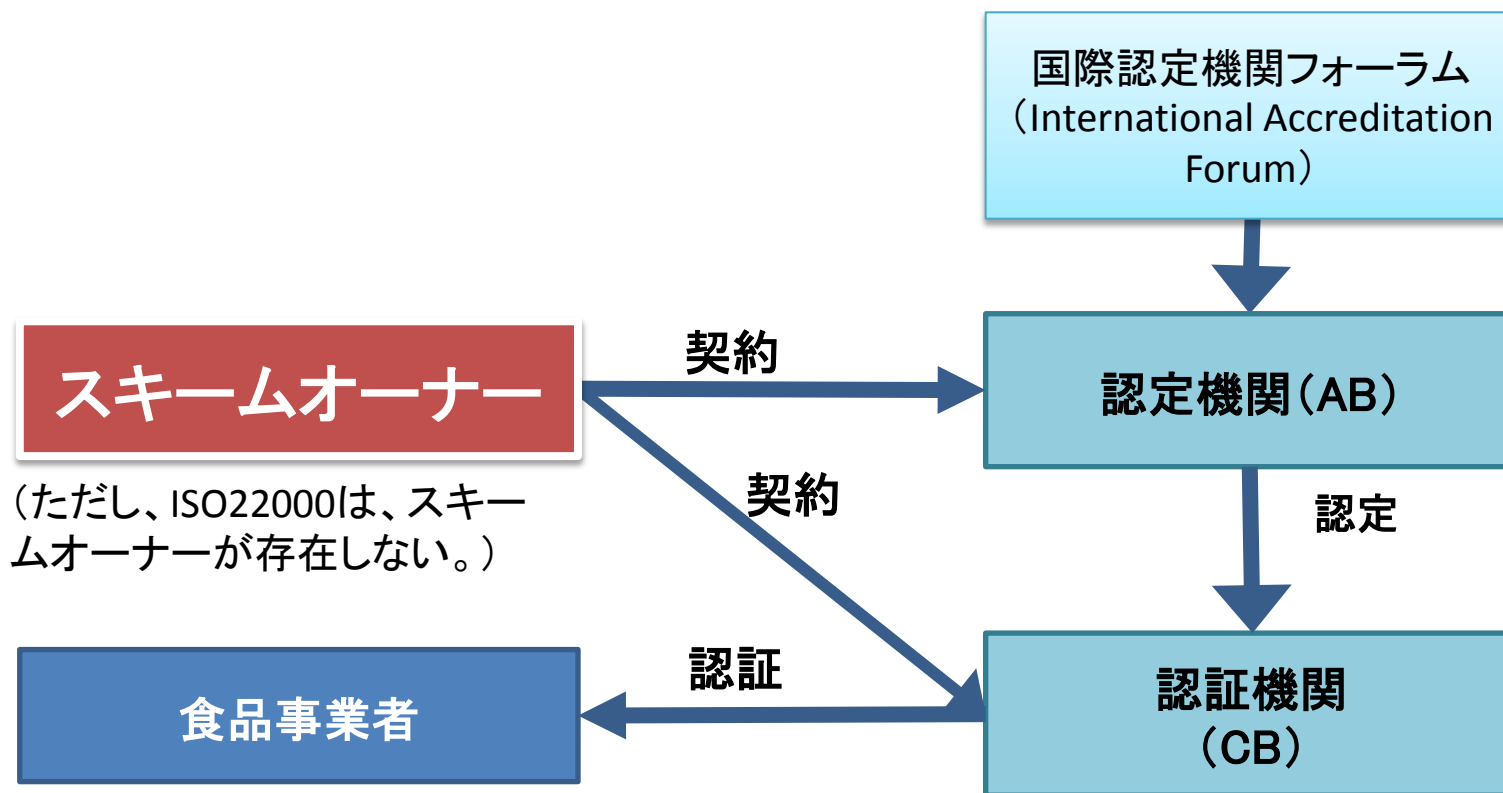 国際認定機関フォーラム
（International Accreditation
Forum）
契約
スキームオーナー
認定機関（AB）
（ただし、ISO22000は、スキー
ムオーナーが存在しない。）
契約
認定
認証
食品事業者
認証機関
（CB）